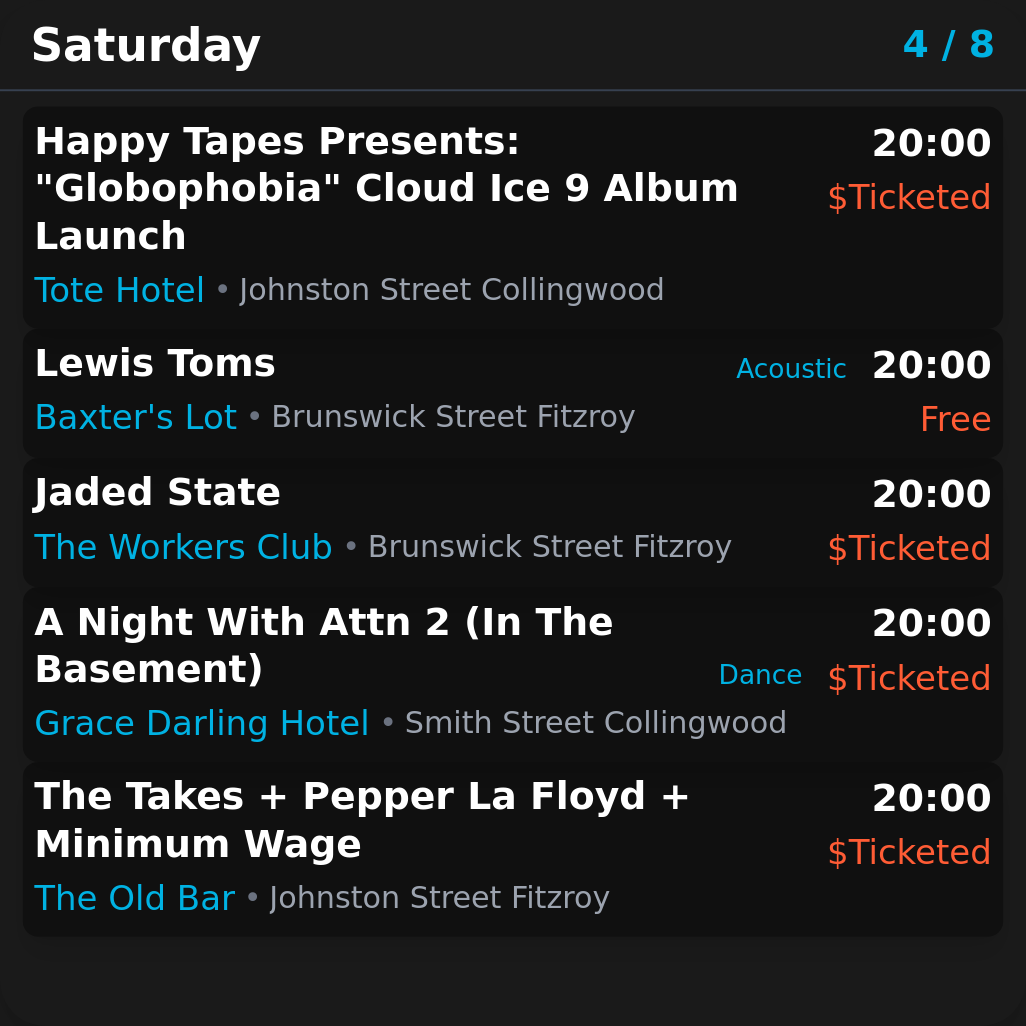 Saturday
4 / 8
Happy Tapes Presents:
"Globophobia" Cloud Ice 9 Album
Launch
20:00
$Ticketed
Tote Hotel • Johnston Street Collingwood
Lewis Toms
Acoustic
20:00
Baxter's Lot • Brunswick Street Fitzroy
Free
Jaded State
20:00
The Workers Club • Brunswick Street Fitzroy
$Ticketed
A Night With Attn 2 (In The
Basement)
20:00
Dance
$Ticketed
Grace Darling Hotel • Smith Street Collingwood
The Takes + Pepper La Floyd +
Minimum Wage
20:00
$Ticketed
The Old Bar • Johnston Street Fitzroy